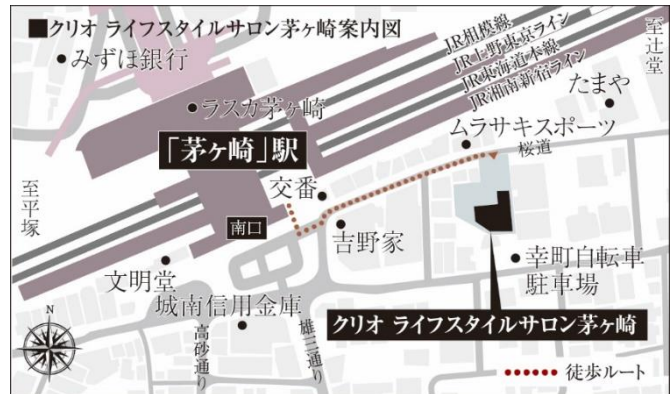 ■クリオ ライフスタイルサロン茅ヶ崎案内図
みずほ銀行
ラスカ茅ヶ崎
「茅ヶ崎」駅
JR相模線
JR上野東京ライン
JR東海道本線
JR湘南新宿ライン
至辻堂
たまや
ムラサキスポーツ
桜道
交番
至平塚
南口
吉野家
文明堂
城南信用金庫
幸町自転車
駐車場
クリオ ライフスタイルサロン茅ヶ崎
高砂通り
雄三通り
N
徒歩ルート